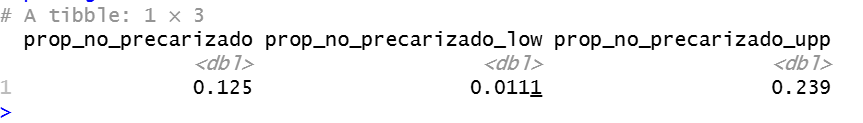 # A tibble: 1 × 3
prop_no_precarizado prop_no_precarizado_low prop_no_precarizado_upp
<dbl> <dbl> <dbl>
1 0.125 0.0111 0.239
>